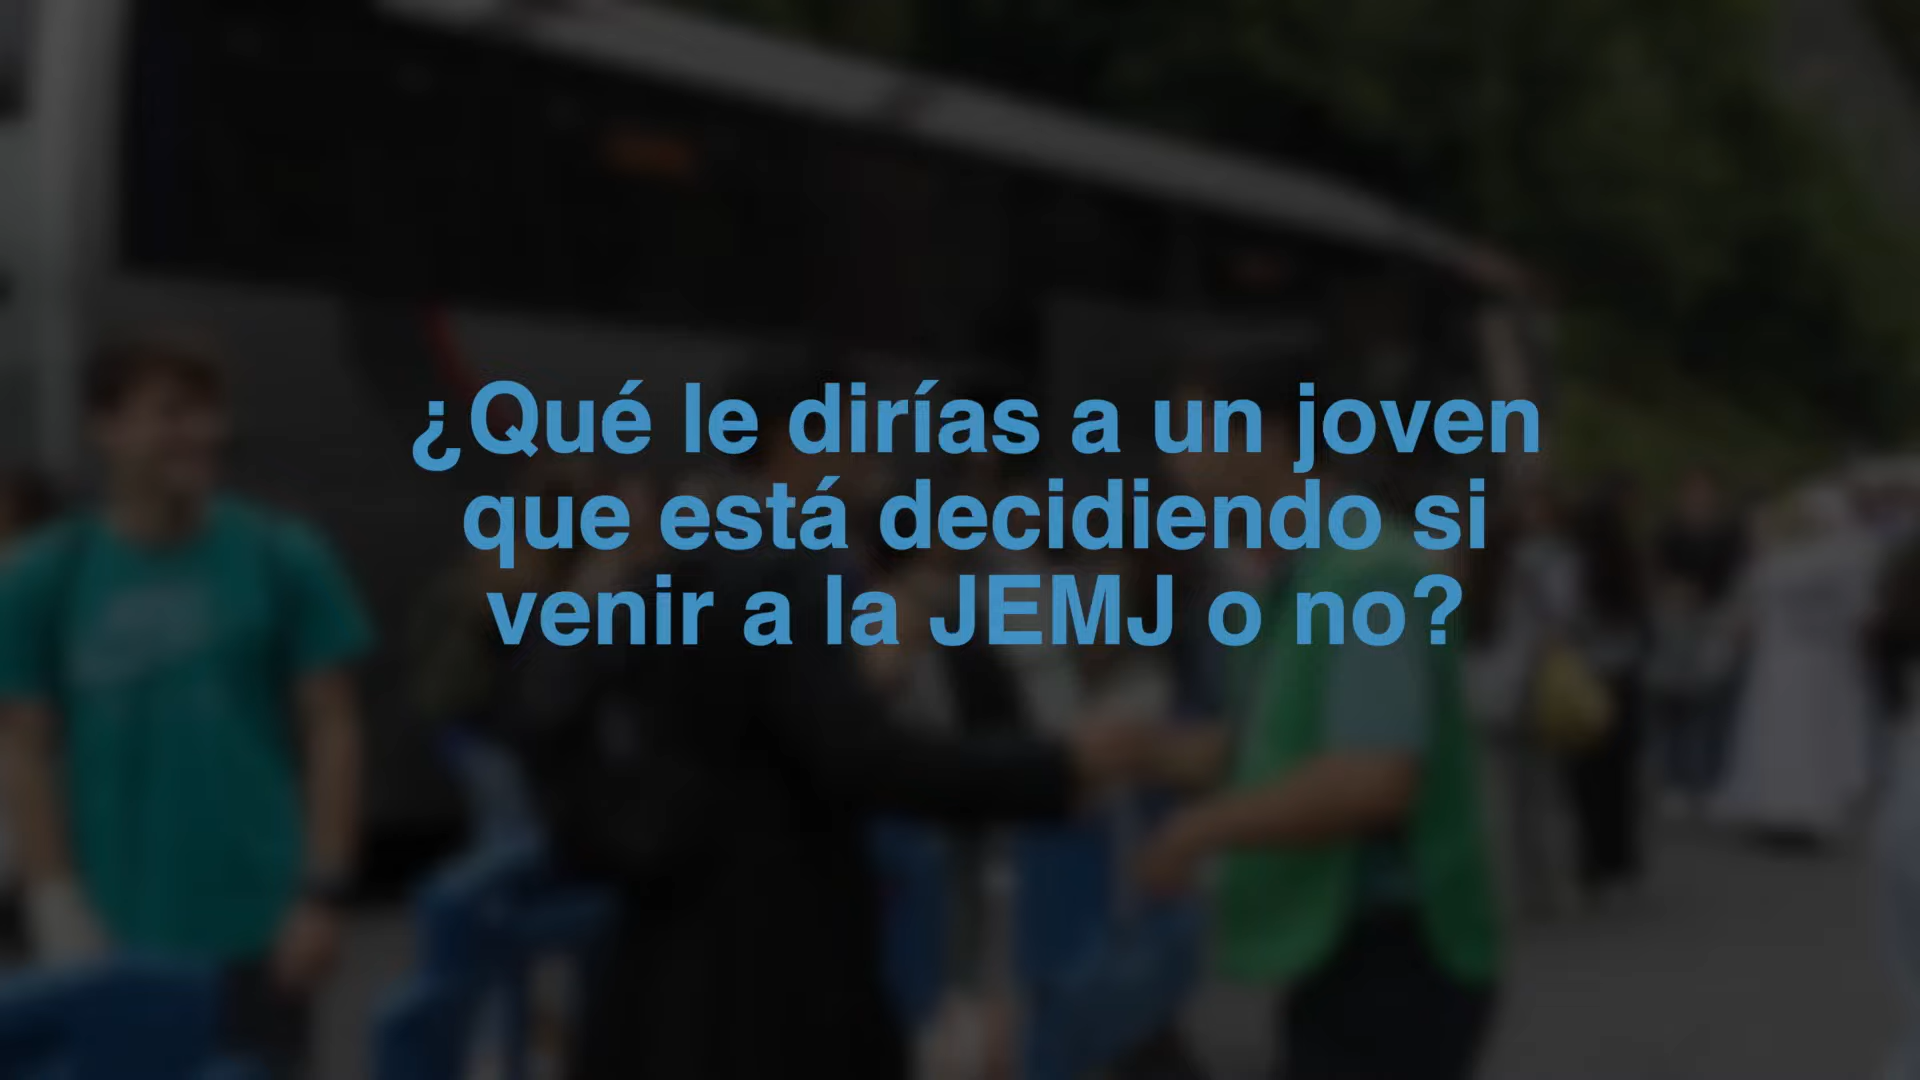 ¿Qué le dirías a un joven
que está decidiendo si
venir a la JEMJ o no?